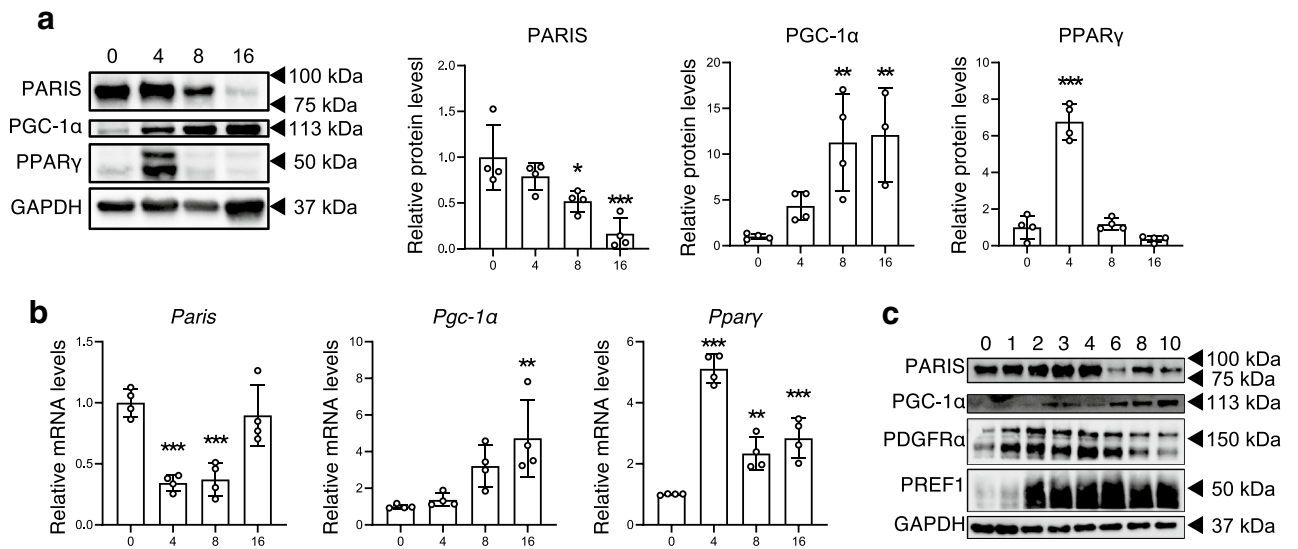 a
0 4 8 16
PARIS
PGC-1α
PPARγ
GAPDH
100 kDa
75 kDa
113 kDa
50 kDa
37 kDa
PARIS
Relative protein levesl
2.0
1.5
1.0
0.5
0.0
* ***
0 4 8 16
PGC-1α
Relative protein levels
20
15
10
5
0
** **
0 4 8 16
PPARγ
Relative protein levels
10
8
6
4
2
0
***
0 4 8 16
b
Paris
Relative mRNA levels
1.5
1.0
0.5
0.0
*** ***
0 4 8 16
Pgc-1α
Relative mRNA levels
10
8
6
4
2
0
**
0 4 8 16
Pparγ
Relative mRNA levels
6
4
2
0
*** ** ***
0 4 8 16
c
0 1 2 3 4 6 8 10
PARIS
PGC-1α
PDGFRα
PREF1
GAPDH
100 kDa
75 kDa
113 kDa
150 kDa
50 kDa
37 kDa